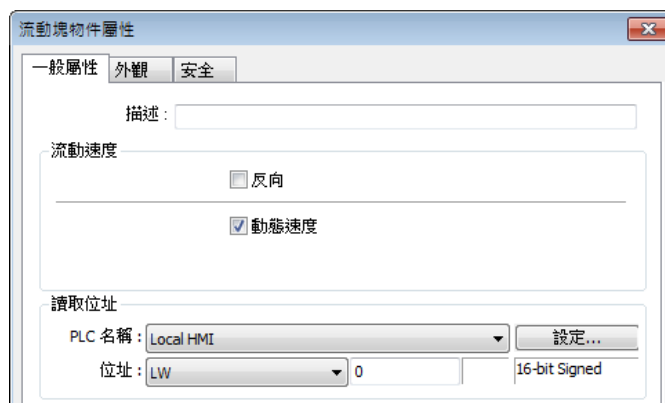 流動塊物件屬性
一般屬性 外觀 安全
描述 :
流動速度
反向
動態速度
讀取位址
PLC 名稱 : Local HMI 設定...
位址 : LW 0 16-bit Signed